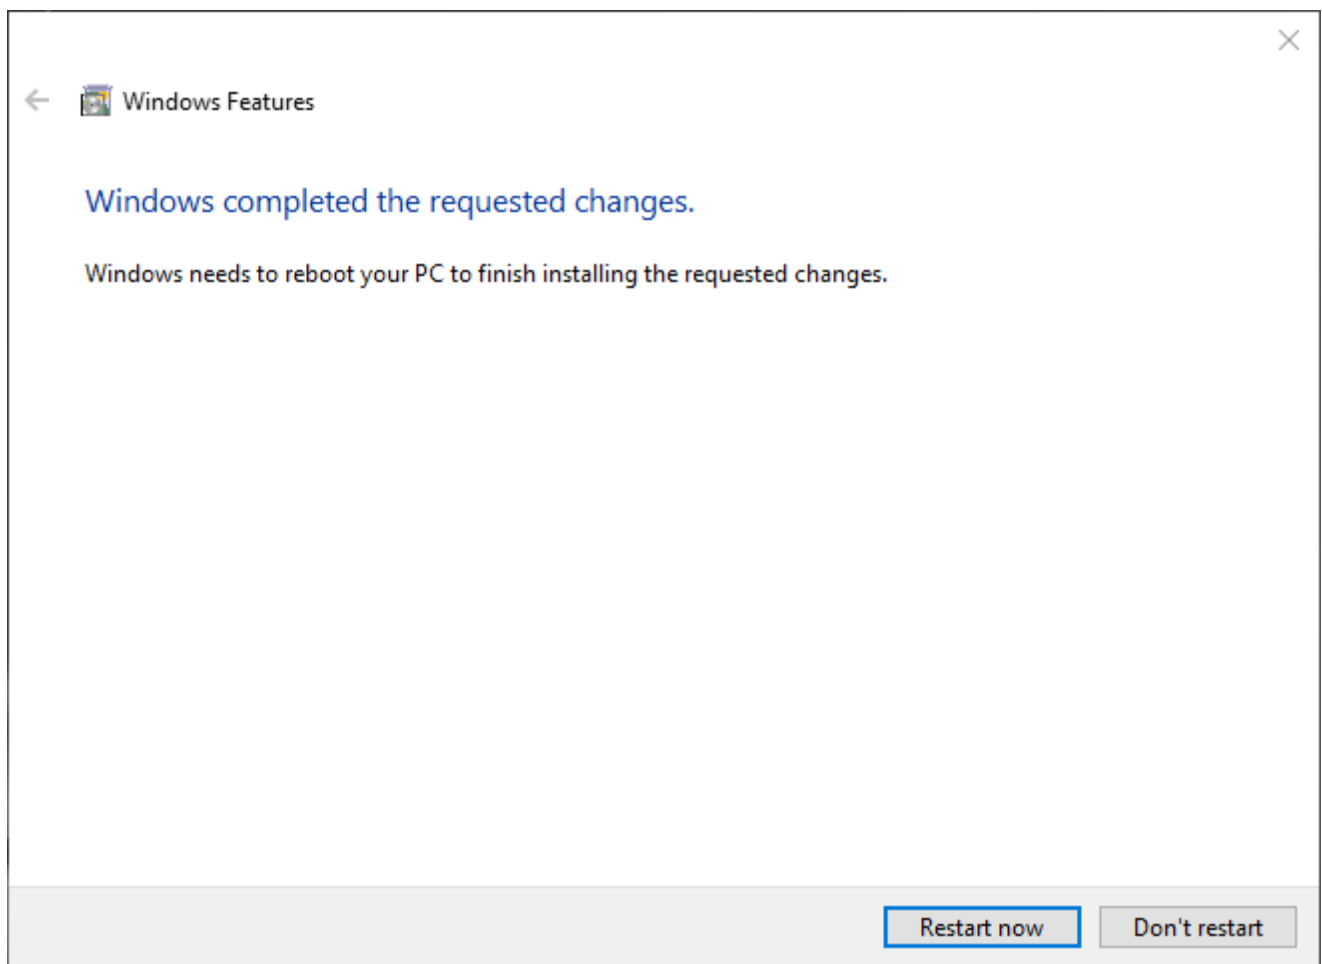 Windows Features
Windows completed the requested changes.
Windows needs to reboot your PC to finish installing the requested changes.
Restart now
Don't restart